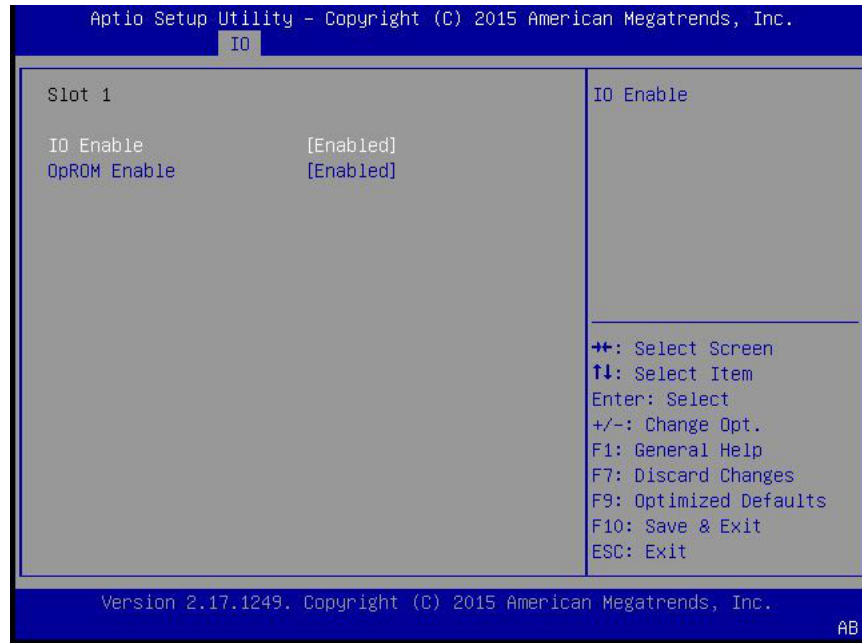 Aptio Setup Utility – Copyright (C) 2015 American Megatrends, Inc.
IO
Slot 1
IO Enable [Enabled]
OpROM Enable [Enabled]
IO Enable
→←: Select Screen
↑↓: Select Item
Enter: Select
+/-: Change Opt.
F1: General Help
F7: Discard Changes
F9: Optimized Defaults
F10: Save & Exit
ESC: Exit
Version 2.17.1249. Copyright (C) 2015 American Megatrends, Inc.
AB